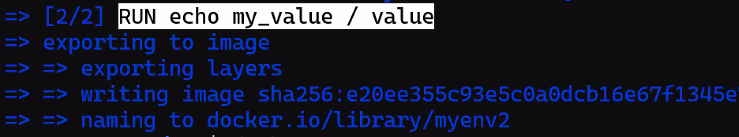 => [2/2] RUN echo my_value / value
=> exporting to image
=> => exporting layers
=> => writing image sha256:e20ee355c93e5c0a0dcb16e67f1345e
=> => naming to docker.io/library/myenv2